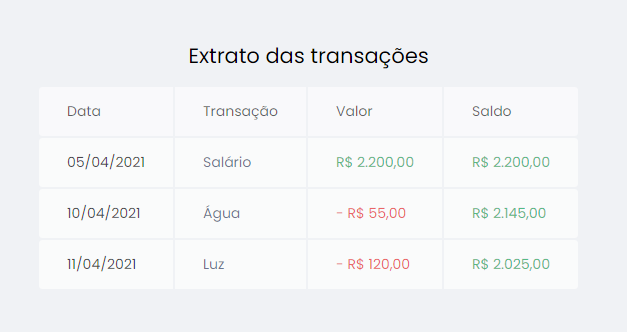 Extrato das transações
Data Transação Valor Saldo
05/04/2021 Salário R$ 2.200,00 R$ 2.200,00
10/04/2021 Água - R$ 55,00 R$ 2.145,00
11/04/2021 Luz - R$ 120,00 R$ 2.025,00